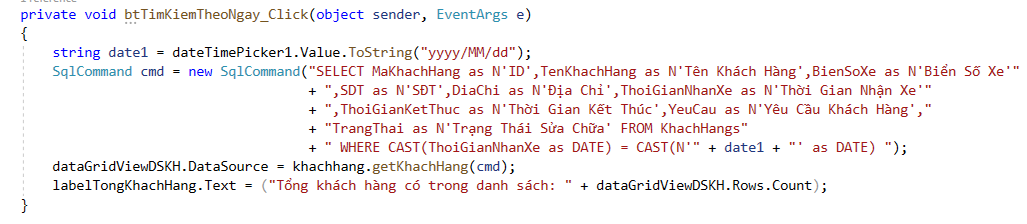 private void btTimKiemTheoNgay_Click(object sender, EventArgs e)
{
string date1 = dateTimePicker1.Value.ToString("yyyy/MM/dd");
SqlCommand cmd = new SqlCommand("SELECT MaKhachHang as N'ID',TenKhachHang as N'Tên Khách Hàng',BienSoXe as N'Biển Số Xe'"
+ ",SDT as N'SĐT',DiaChi as N'Địa Chỉ',ThoiGianNhanXe as N'Thời Gian Nhận Xe'"
+ ",ThoiGianKetThuc as N'Thời Gian Kết Thúc',YeuCau as N'Yêu Cầu Khách Hàng',"
+ "TrangThai as N'Trạng Thái Sửa Chữa' FROM KhachHangs"
+ " WHERE CAST(ThoiGianNhanXe as DATE) = CAST(N'" + date1 + "' as DATE) ");
dataGridViewDSKH.DataSource = khachhang.getKhachHang(cmd);
labelTongKhachHang.Text = ("Tổng khách hàng có trong danh sách: " + dataGridViewDSKH.Rows.Count);
}